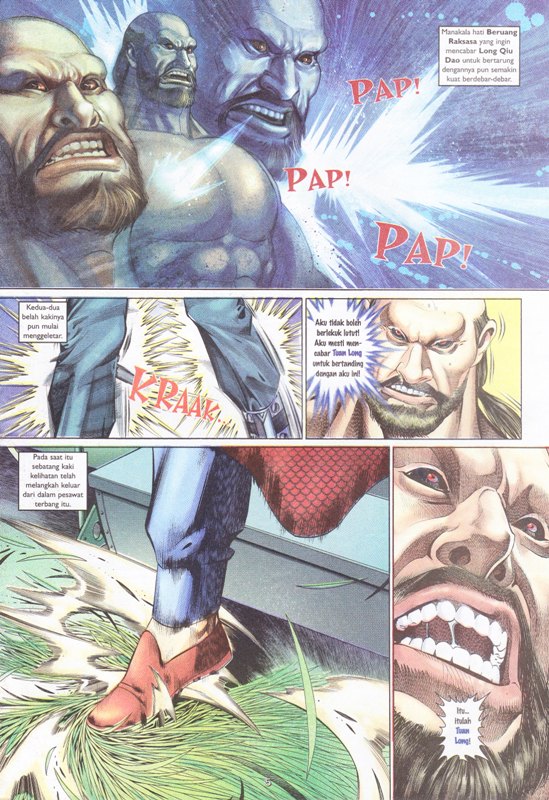 Manakala hati Beruang
Raksasa yang ingin
mencabar Long Qiu
Dao untuk bertarung
dengannya pun semakin
kuat berdebar-debar.
PAP!
PAP!
PAP!
Kedua-dua
belah kakinya
pun mulai
menggeletar.
KRAAK...
Aku tidak boleh
berlekuk lutut!
Aku mesti men-
cabar Tuan Long
untuk bertanding
dengan aku ini!
Pada saat itu
sebatang kaki
kelihatan telah
melangkah keluar
dari dalam pesawat
terbang itu.
Itu...
itulah
Tuan
Long!
5